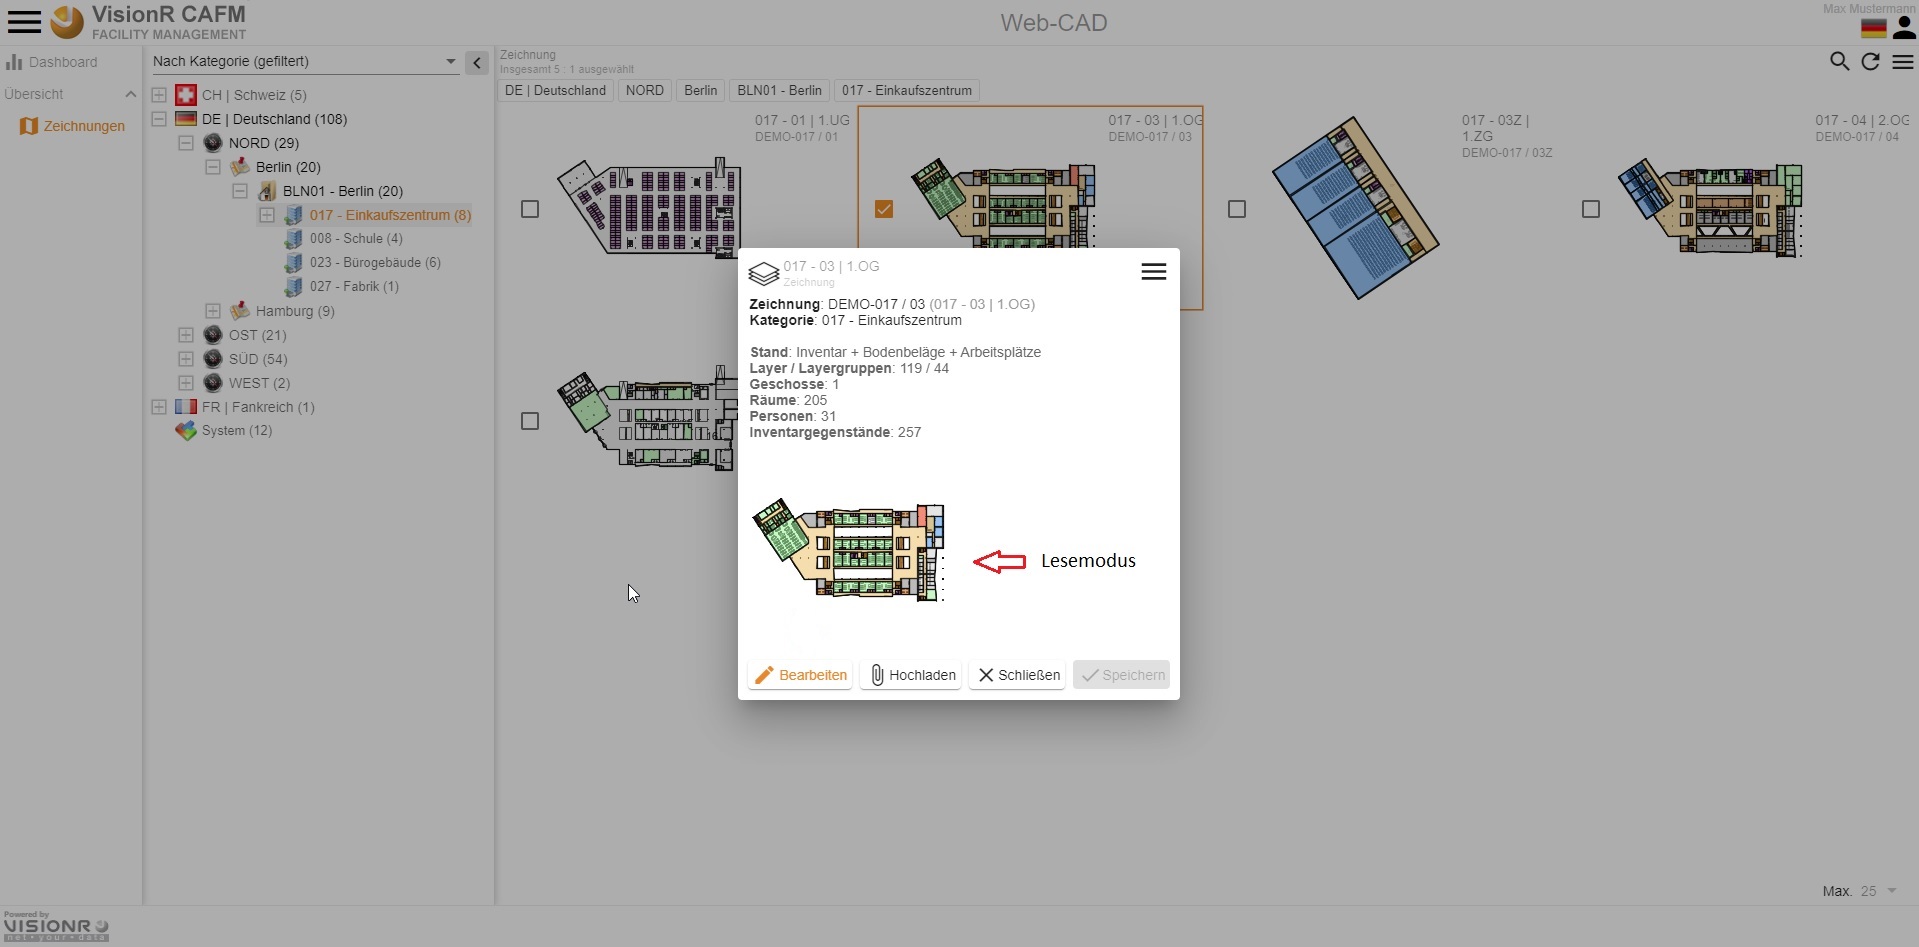 VisionR CAFM
FACILITY MANAGEMENT
Web-CAD
Max Mustermann
Dashboard
Übersicht
Zeichnungen
Nach Kategorie (gefiltert)
CH | Schweiz (5)
DE | Deutschland (108)
NORD (29)
Berlin (20)
BLN01 - Berlin (20)
017 - Einkaufszentrum (8)
008 - Schule (4)
023 - Bürogebäude (6)
027 - Fabrik (1)
Hamburg (9)
OST (21)
SÜD (54)
WEST (2)
FR | Fankreich (1)
System (12)
Zeichnung
Insgesamt 5 : 1 ausgewählt
DE | Deutschland NORD Berlin BLN01 - Berlin 017 - Einkaufszentrum
017 - 01 | 1.UG
DEMO-017 / 01
017 - 03 | 1.OG
DEMO-017 / 03
017 - 03Z |
1.ZG
DEMO-017 / 03Z
017 - 04 | 2.OG
DEMO-017 / 04
017 - 03 | 1.OG
Zeichnung
Zeichnung: DEMO-017 / 03 (017 - 03 | 1.OG)
Kategorie: 017 - Einkaufszentrum
Stand: Inventar + Bodenbeläge + Arbeitsplätze
Layer / Layergruppen: 119 / 44
Geschosse: 1
Räume: 205
Personen: 31
Inventargegenstände: 257
Lesemodus
Bearbeiten Hochladen Schließen Speichern
Max. 25
Powered by
VISIONR
net•your•data